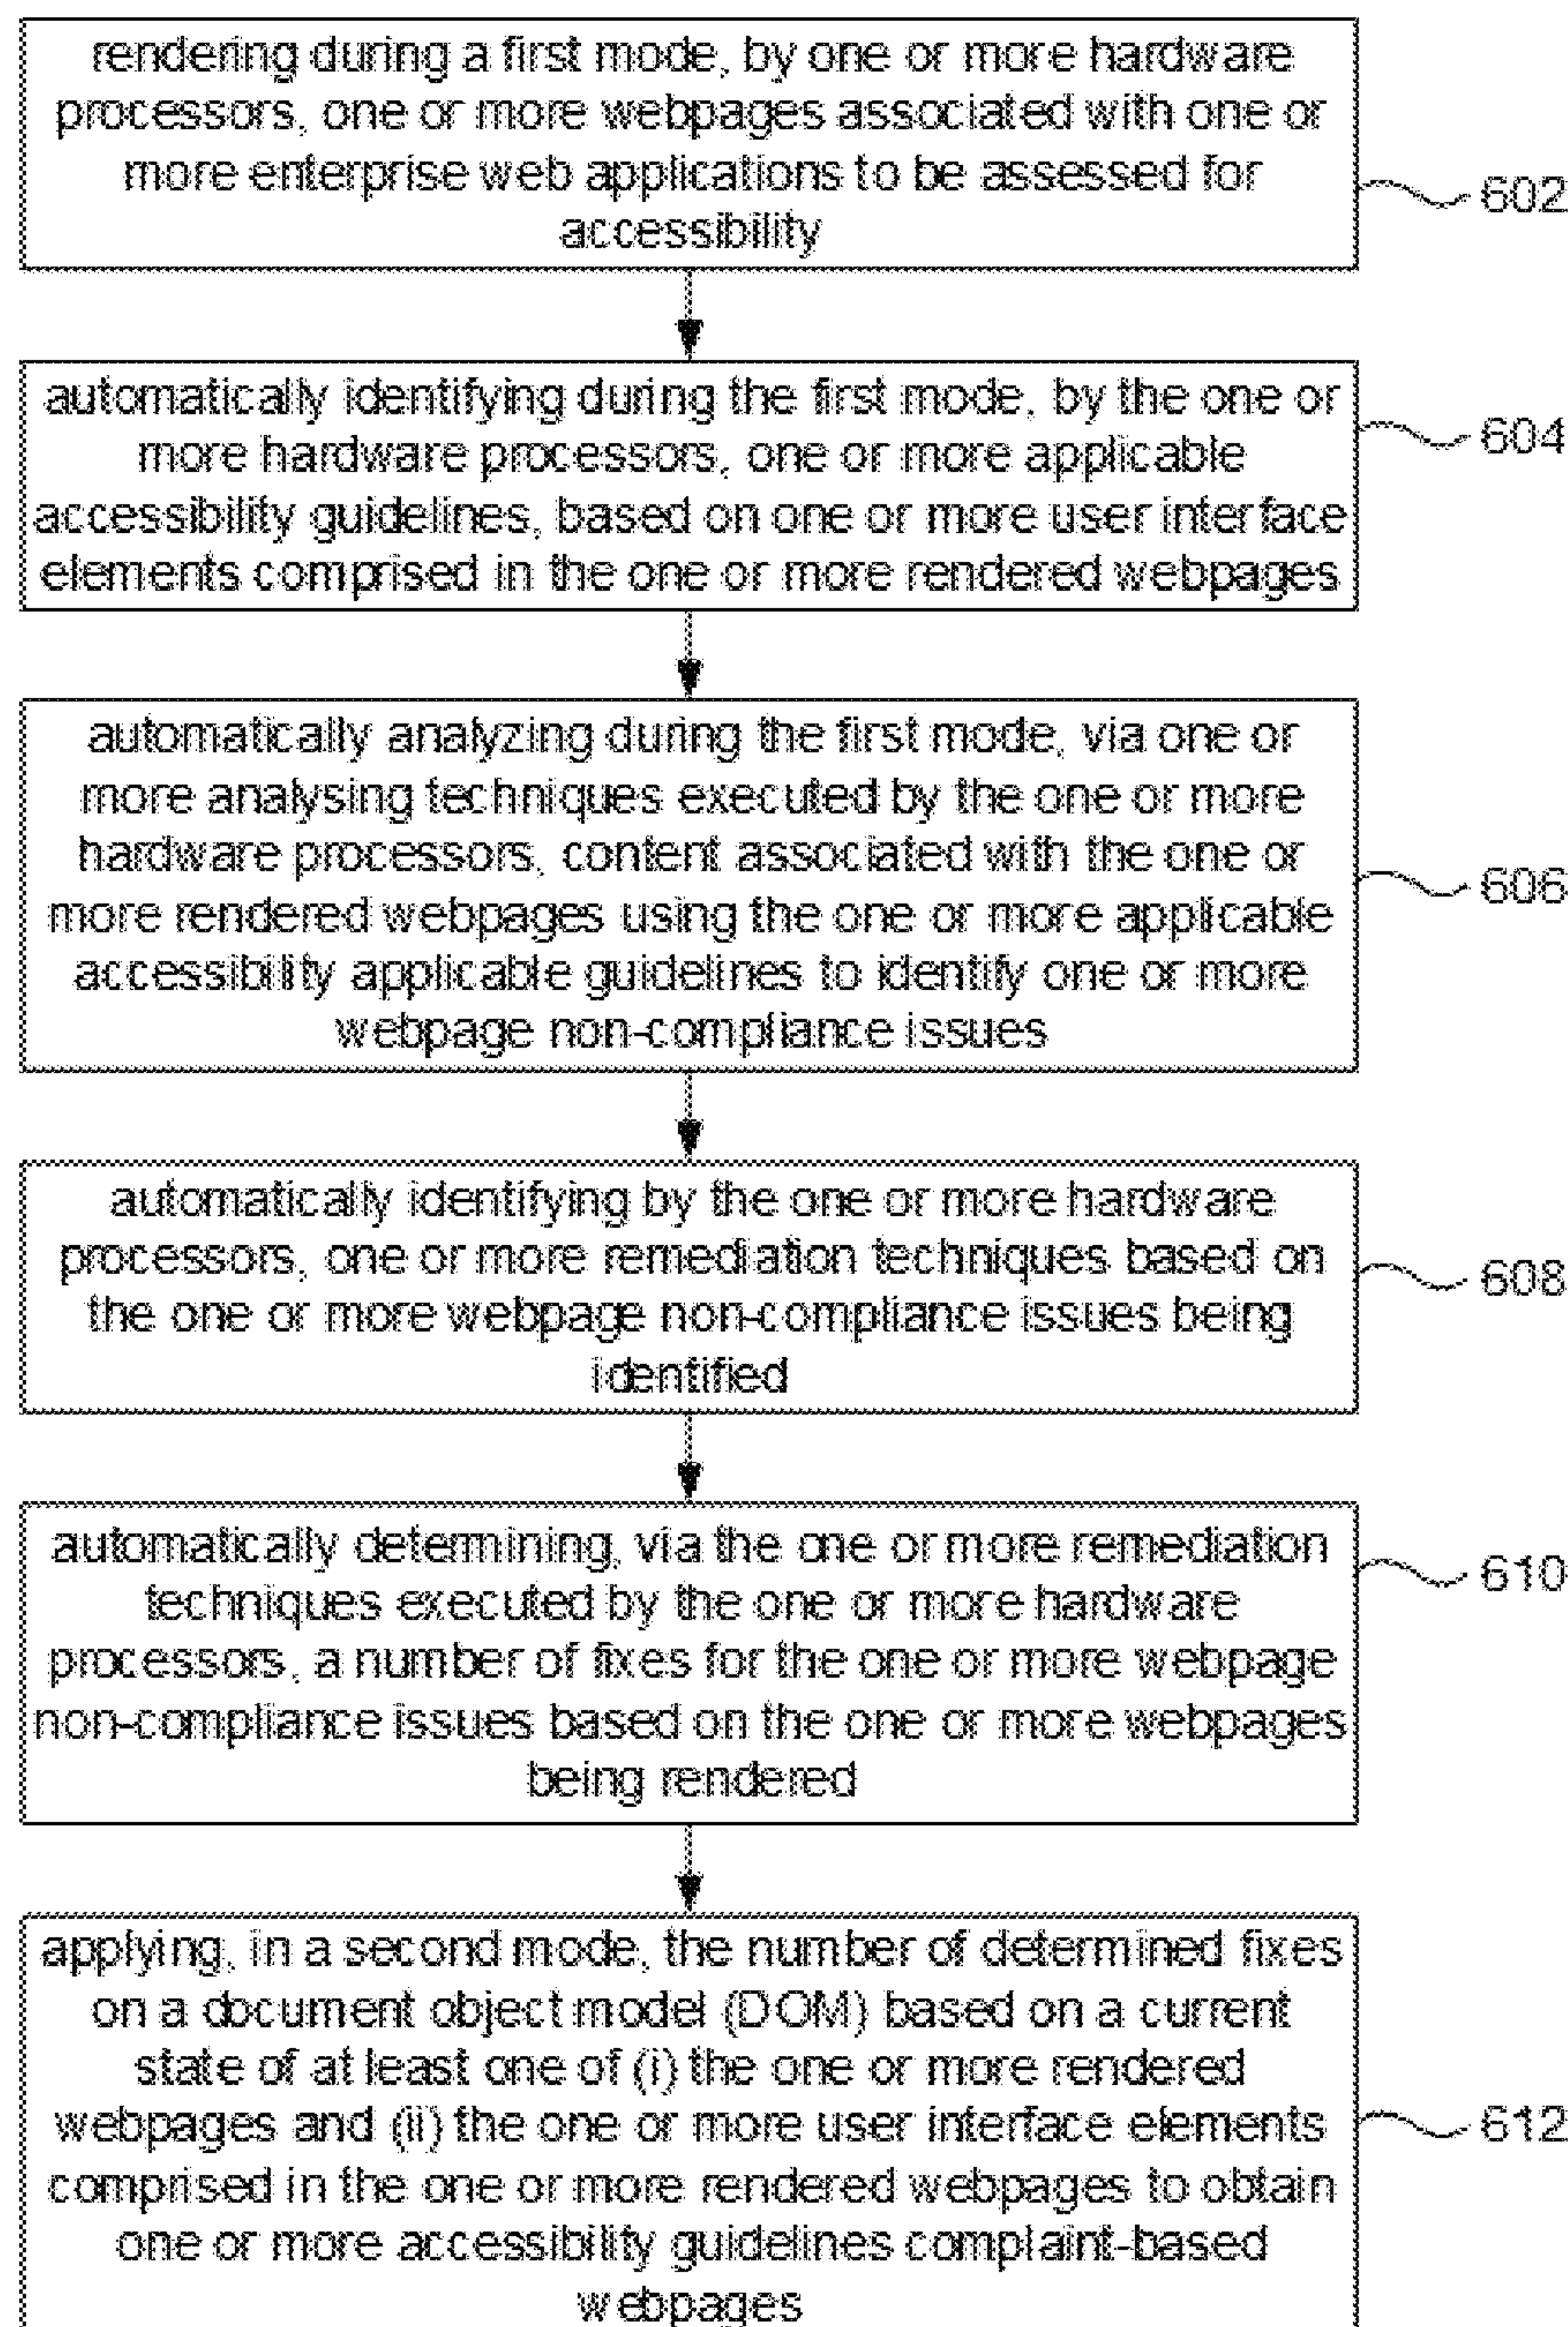 rendering during a first mode, by one or more hardware
processors, one or more webpages associated with one or
more enterprise web applications to be assessed for
accessibility
602
automatically identifying during the first mode, by the one or
more hardware processors, one or more applicable
accessibility guidelines, based on one or more user interface
elements comprised in the one or more rendered webpages
604
automatically analyzing during the first mode, via one or
more analysing techniques executed by the one or more
hardware processors, content associated with the one or
more rendered webpages using the one or more applicable
accessibility applicable guidelines to identify one or more
webpage non-compliance issues
606
automatically identifying by the one or more hardware
processors, one or more remediation techniques based on
the one or more webpage non-compliance issues being
identified
608
automatically determining, via the one or more remediation
techniques executed by the one or more hardware
processors, a number of fixes for the one or more webpage
non-compliance issues based on the one or more webpages
being rendered
610
applying, in a second mode, the number of determined fixes
on a document object model (DOM) based on a current
state of at least one of (i) the one or more rendered
webpages and (ii) the one or more user interface elements
comprised in the one or more rendered webpages to obtain
one or more accessibility guidelines complaint-based
webpages
612